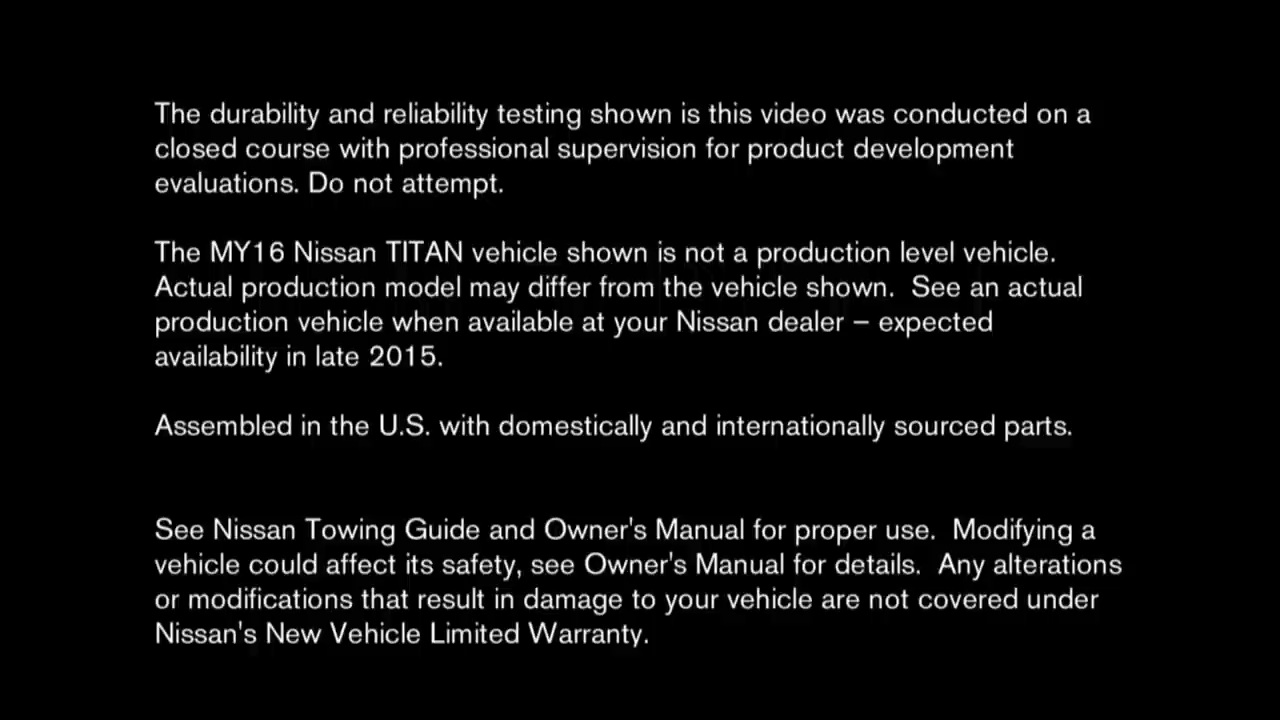 The durability and reliability testing shown is this video was conducted on a
closed course with professional supervision for product development
evaluations. Do not attempt.
The MY16 Nissan TITAN vehicle shown is not a production level vehicle.
Actual production model may differ from the vehicle shown.  See an actual
production vehicle when available at your Nissan dealer – expected
availability in late 2015.
Assembled in the U.S. with domestically and internationally sourced parts.
See Nissan Towing Guide and Owner's Manual for proper use.  Modifying a
vehicle could affect its safety, see Owner's Manual for details.  Any alterations
or modifications that result in damage to your vehicle are not covered under
Nissan's New Vehicle Limited Warranty.